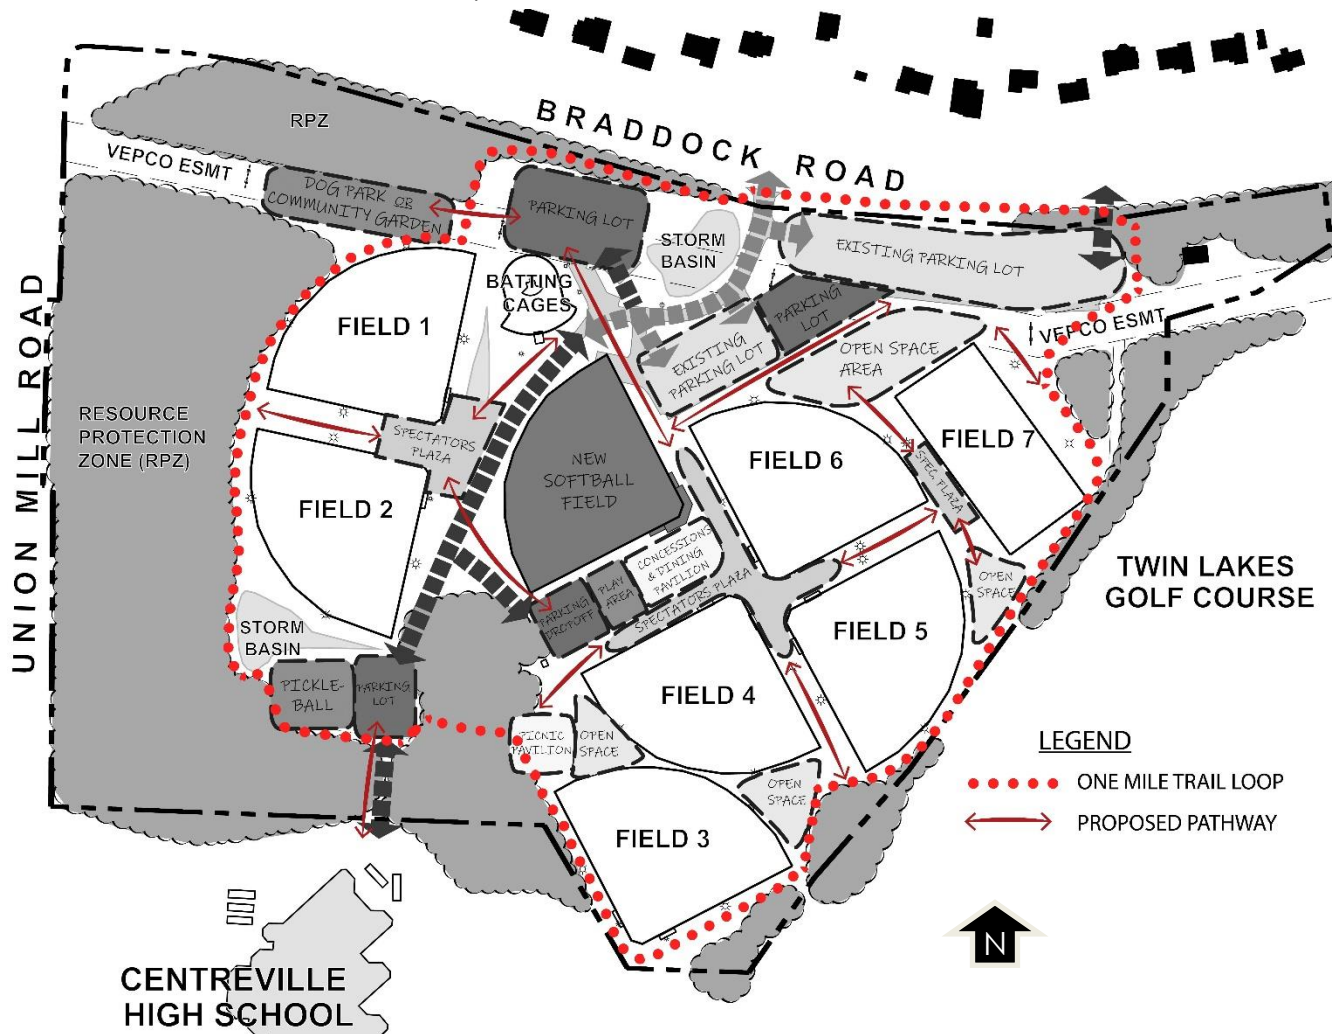 BRADDOCK ROAD
RPZ
VEPCO ESMT
DOG PARK OR
COMMUNITY GARDEN
PARKING LOT
STORM
BASIN
EXISTING PARKING LOT
BATTING
CAGES
PARKING
LOT
VEPCO ESMT
FIELD 1
EXISTING
PARKING LOT
OPEN SPACE
AREA
UNION MILL ROAD
RESOURCE
PROTECTION
ZONE (RPZ)
SPECTATORS
PLAZA
NEW
SOFTBALL
FIELD
FIELD 6
FIELD 7
SPEC. PLAZA
FIELD 2
CONCESSIONS
& DINING
PAVILION
PLAY
AREA
PARKING
DROPOFF
SPECTATORS PLAZA
OPEN
SPACE
TWIN LAKES
GOLF COURSE
STORM
BASIN
FIELD 5
PICKLE-
BALL
PARKING
LOT
FIELD 4
PICNIC
PAVILION
OPEN
SPACE
OPEN
SPACE
FIELD 3
LEGEND
ONE MILE TRAIL LOOP
PROPOSED PATHWAY
N
CENTREVILLE
HIGH SCHOOL